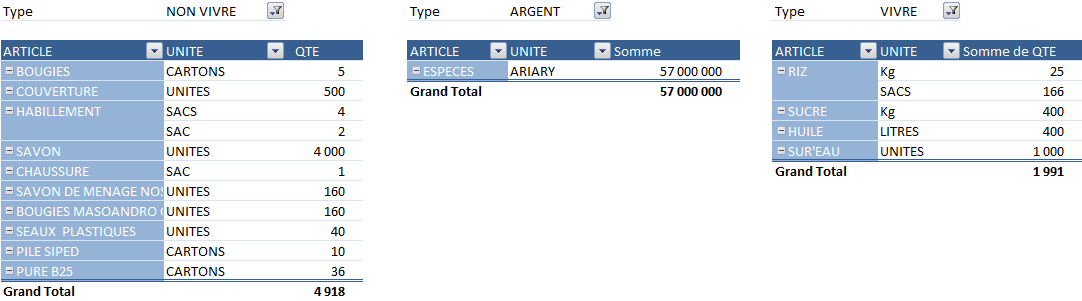 Type NON VIVRE
ARTICLE UNITE QTE
BOUGIES CARTONS 5
COUVERTURE UNITES 500
HABILLEMENT SACS 4
SAC 2
SAVON UNITES 4 000
CHAUSSURE SAC 1
SAVON DE MENAGE NOS UNITES 160
BOUGIES MASOANDRO UNITES 160
SEAUX PLASTIQUES UNITES 40
PILE SIPED CARTONS 10
PURE B25 CARTONS 36
Grand Total 4 918
Type ARGENT
ARTICLE UNITE Somme
ESPECES ARIARY 57 000 000
Grand Total 57 000 000
Type VIVRE
ARTICLE UNITE Somme de QTE
RIZ Kg 25
SACS 166
SUCRE Kg 400
HUILE LITRES 400
SUR'EAU UNITES 1 000
Grand Total 1 991